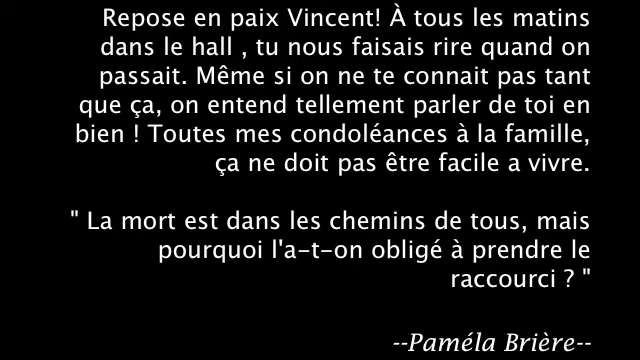 Repose en paix Vincent! À tous les matins
dans le hall , tu nous faisais rire quand on
passait. Même si on ne te connait pas tant
que ça, on entend tellement parler de toi en
bien ! Toutes mes condoléances à la famille,
ça ne doit pas être facile a vivre.
" La mort est dans les chemins de tous, mais
pourquoi l'a-t-on obligé à prendre le
raccourci ? "
--Paméla Brière--